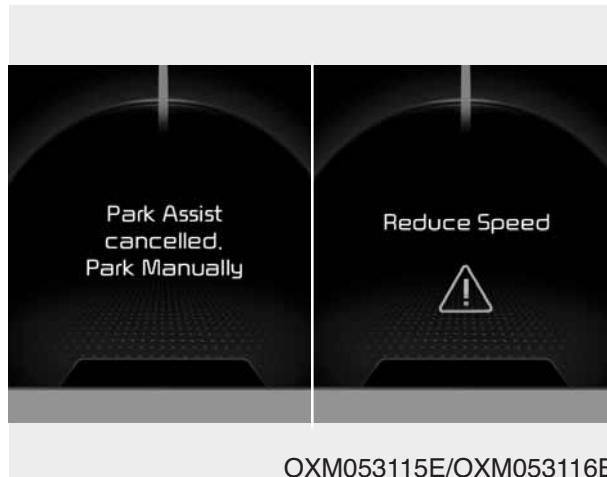 Park Assist
cancelled.
Park Manually
Reduce Speed
OXM053115E/OXM053116E